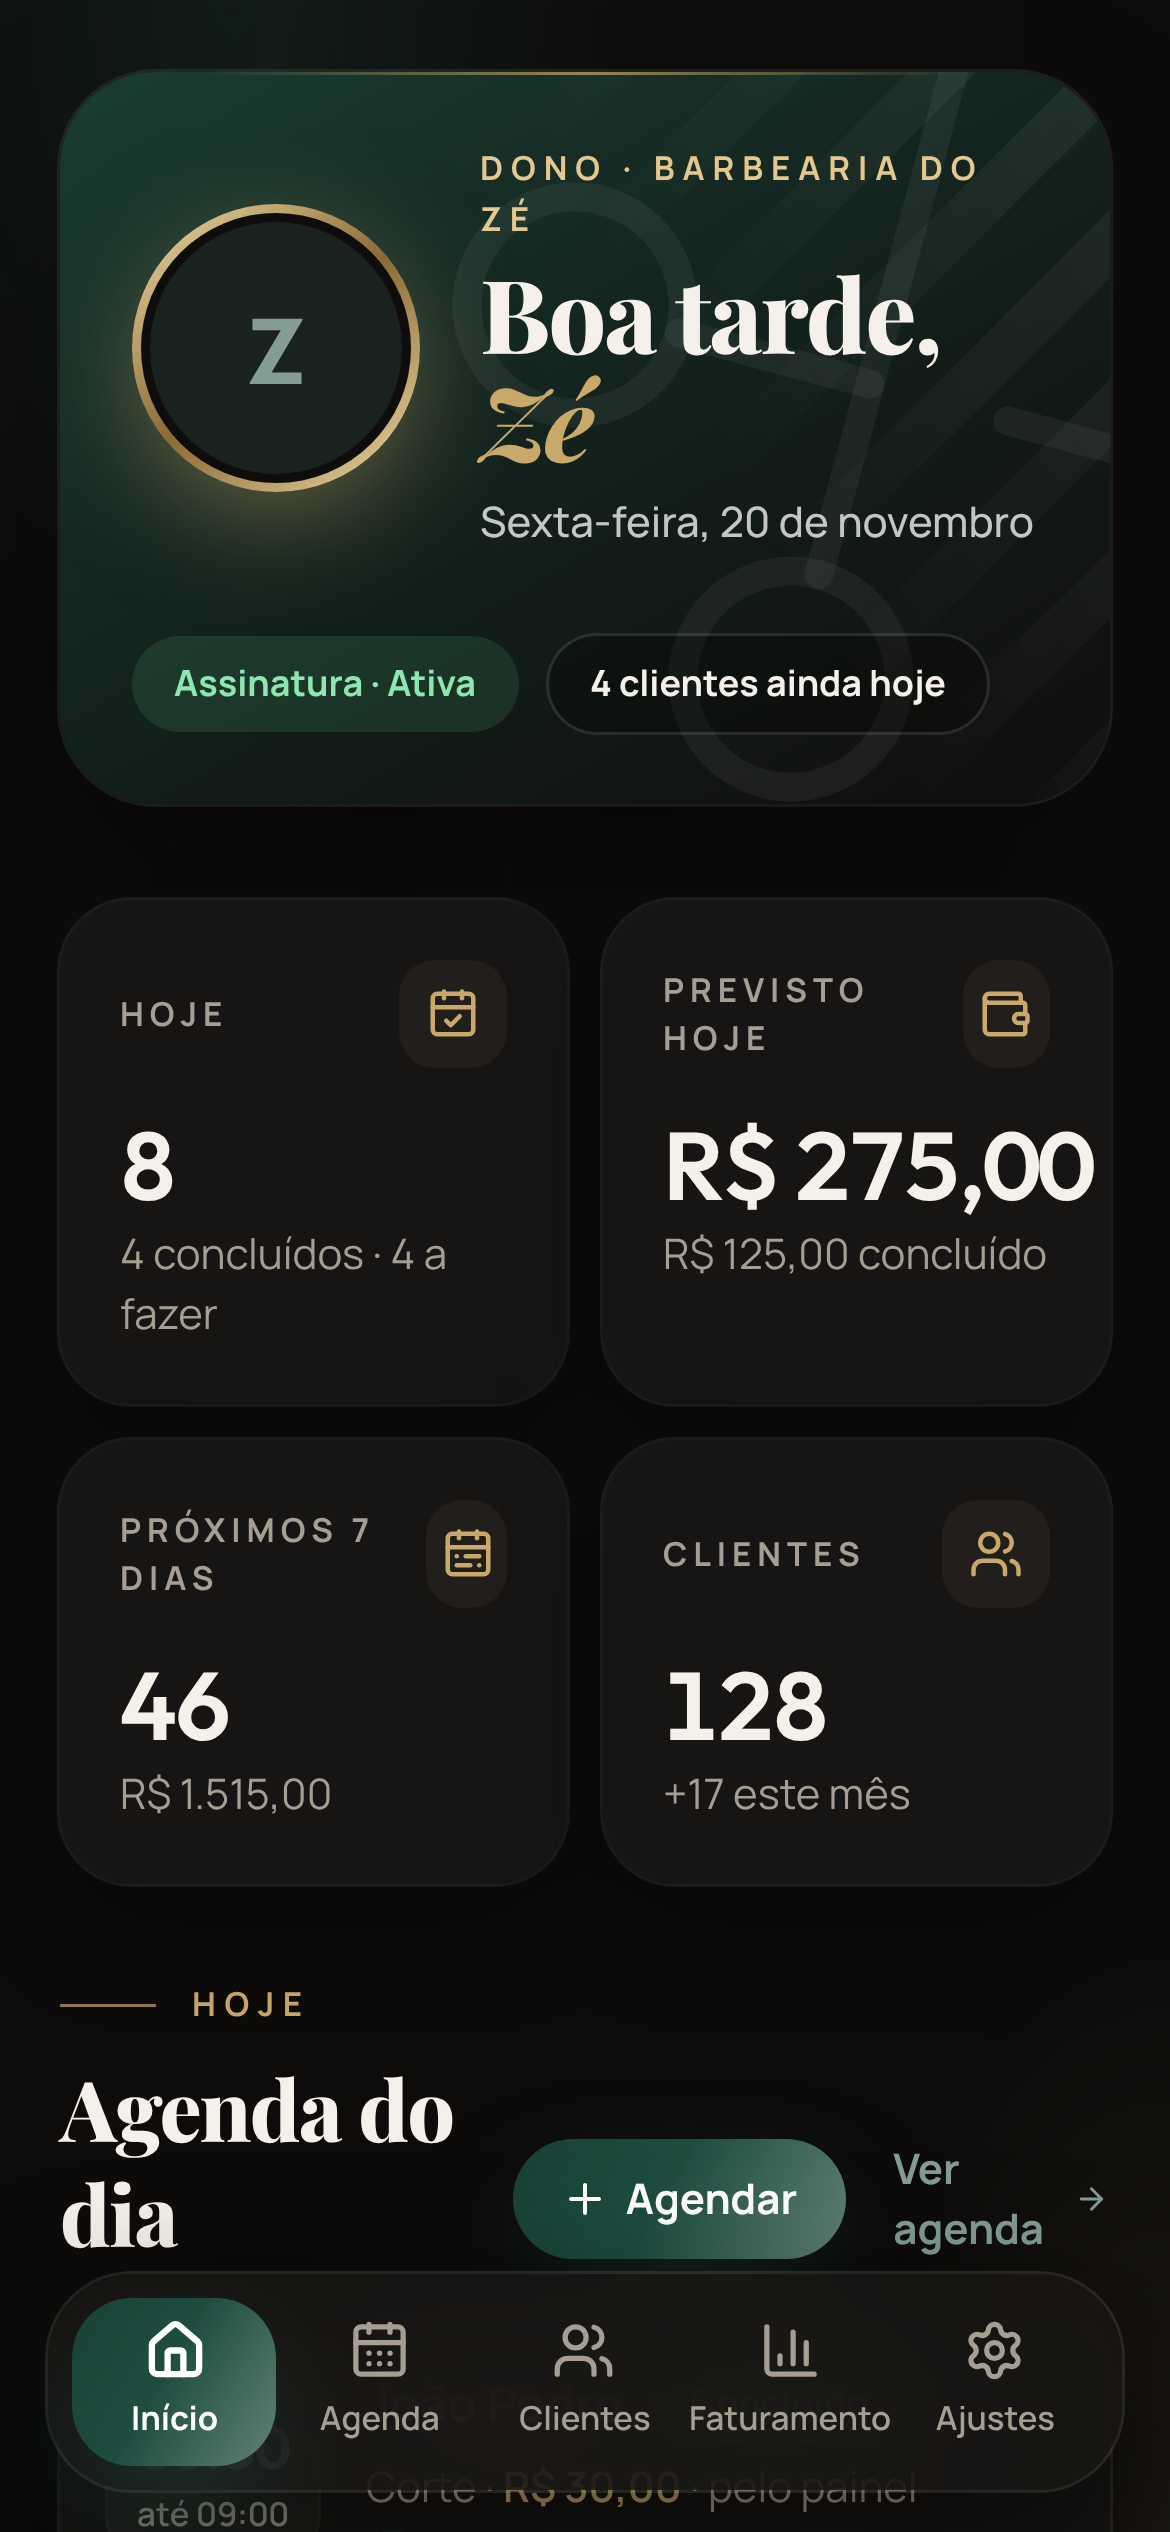 DONO · BARBEARIA DO
ZÉ
Z
Boa tarde,
Zé
Sexta-feira, 20 de novembro
Assinatura · Ativa
4 clientes ainda hoje
HOJE
8
4 concluídos · 4 a
fazer
PREVISTO
HOJE
R$ 275,00
R$ 125,00 concluído
PRÓXIMOS 7
DIAS
46
R$ 1.515,00
CLIENTES
128
+17 este mês
HOJE
Agenda do
dia
Agendar
Ver
agenda
Início
Agenda
Clientes
Faturamento
Ajustes
João Pedro
Corte · R$ 30,00 · pelo painel
até 09:00